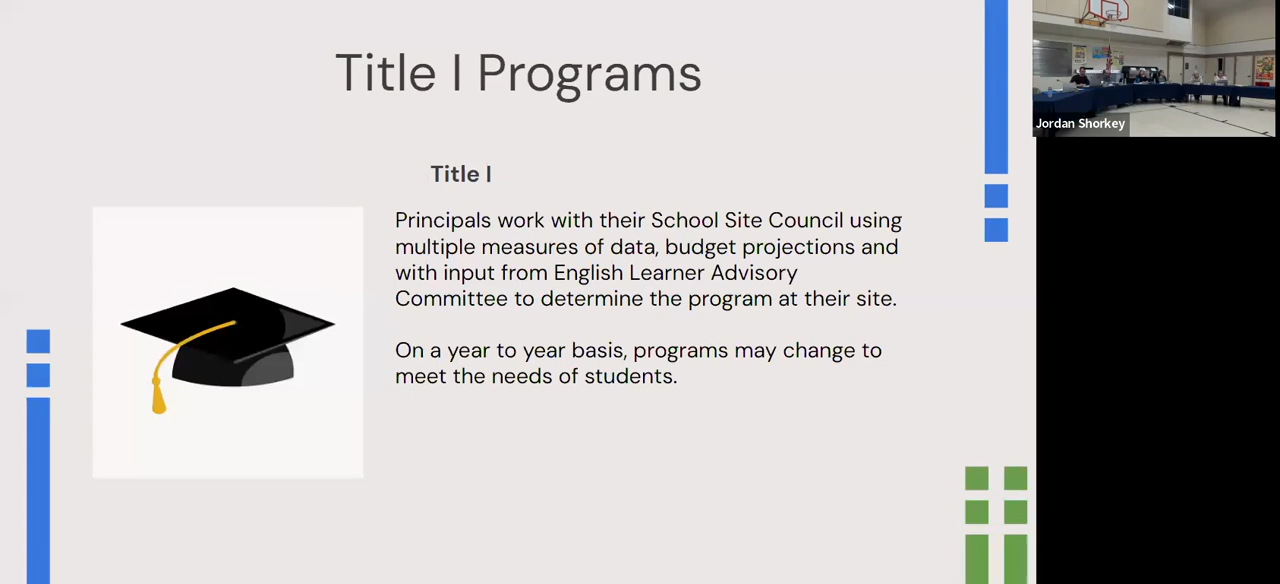 Title I Programs
Title I
Principals work with their School Site Council using
multiple measures of data, budget projections and
with input from English Learner Advisory
Committee to determine the program at their site.
On a year to year basis, programs may change to
meet the needs of students.
Jordan Shorkey